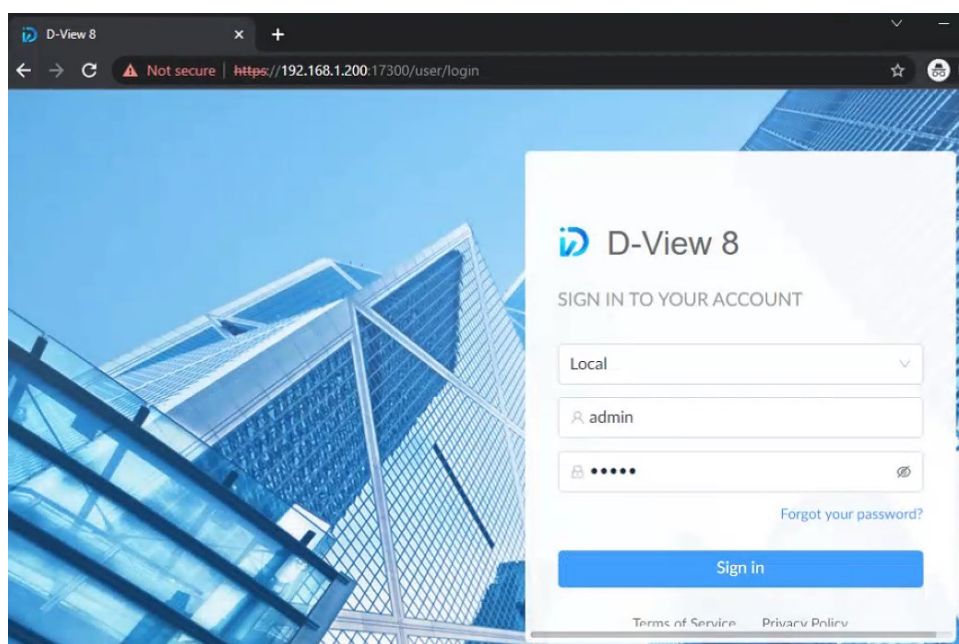 D-View 8
Not secure | https://192.168.1.200:17300/user/login
D-View 8
SIGN IN TO YOUR ACCOUNT
Local
admin
•••••
Forgot your password?
Sign in
Terms of Service Privacy Policy